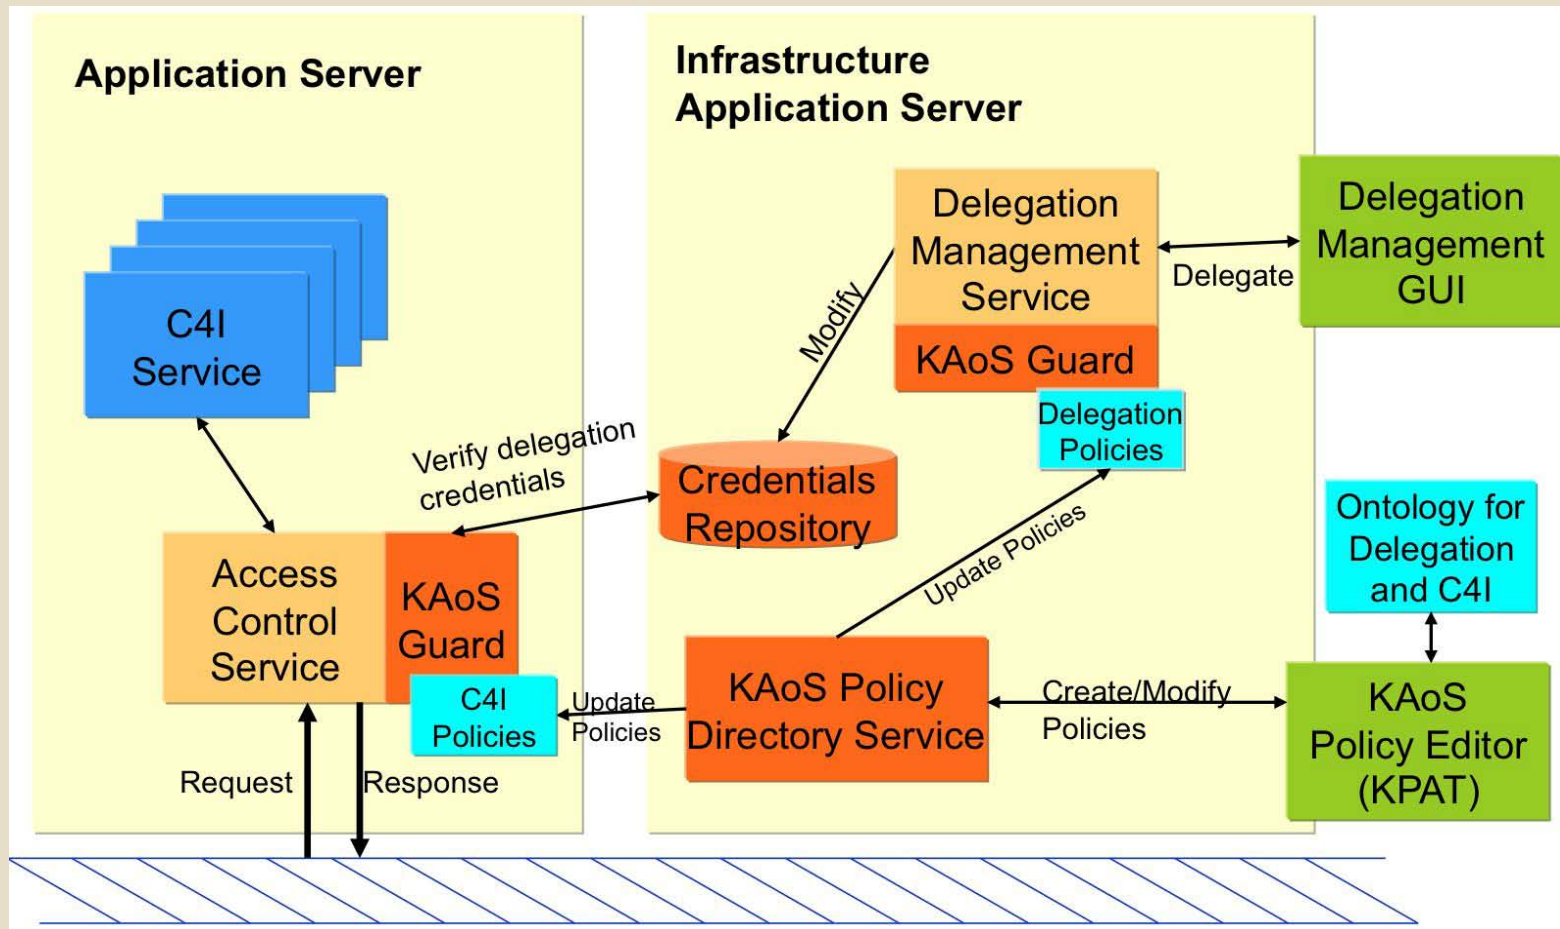 Application Server
Infrastructure
Application Server
C4I
Service
Delegation
Management
Service
KAoS Guard
Delegation
Policies
Delegate
Delegation
Management
GUI
Modify
Verify delegation
credentials
Credentials
Repository
Update Policies
Ontology for
Delegation
and C4I
Access
Control
Service
KAoS
Guard
C4I
Policies
Update
Policies
KAoS Policy
Directory Service
Create/Modify
Policies
KAoS
Policy Editor
(KPAT)
Request
Response